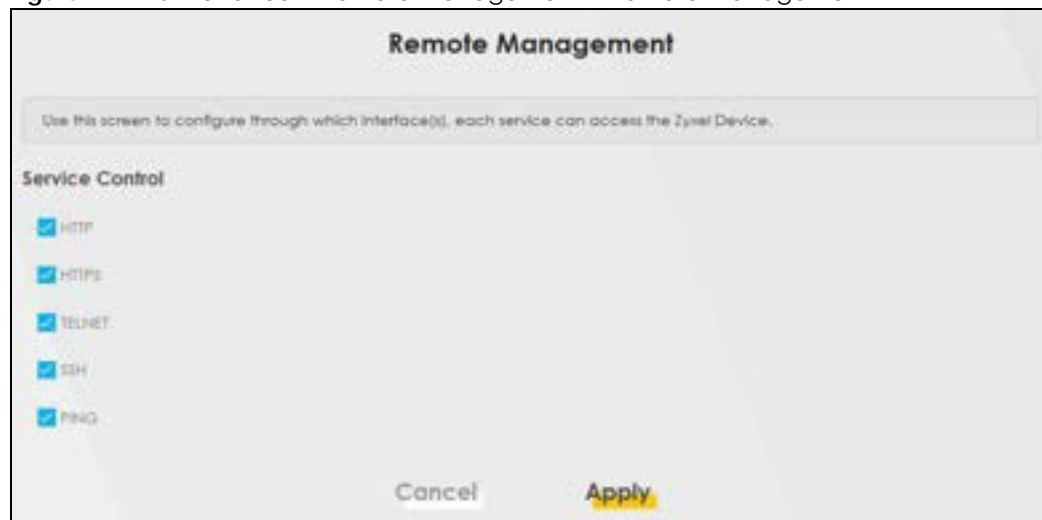 Remote Management
Use this screen to configure through which interface(s), each service can access the Zyxel Device.
Service Control
HTTP
HTTPS
TELNET
SSH
PING
Cancel
Apply